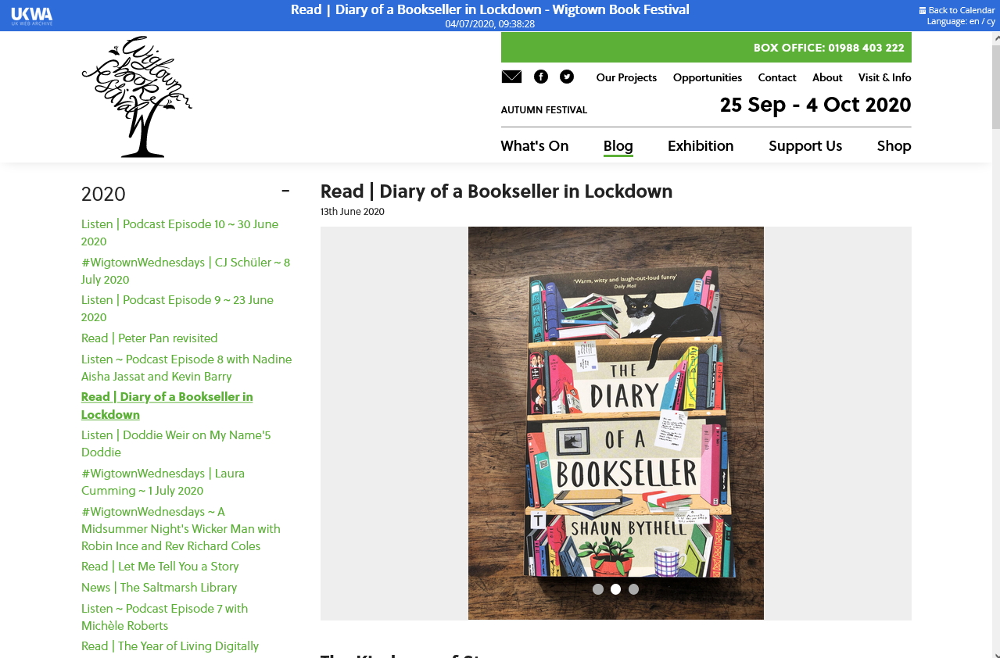 UKWA
UK WEB ARCHIVE
Read | Diary of a Bookseller in Lockdown - Wigtown Book Festival
04/07/2020, 09:38:28
Back to Calendar
Language: en / cy
Wigtown
book
festival
BOX OFFICE: 01988 403 222
Our Projects Opportunities Contact About Visit & Info
AUTUMN FESTIVAL
25 Sep - 4 Oct 2020
What's On Blog Exhibition Support Us Shop
2020 -
Listen | Podcast Episode 10 ~ 30 June
2020
#WigtownWednesdays | CJ Schüler ~ 8
July 2020
Listen | Podcast Episode 9 ~ 23 June
2020
Read | Peter Pan revisited
Listen ~ Podcast Episode 8 with Nadine
Aisha Jassat and Kevin Barry
Read | Diary of a Bookseller in
Lockdown
Listen | Doddie Weir on My Name'5
Doddie
#WigtownWednesdays | Laura
Cumming ~ 1 July 2020
#WigtownWednesdays ~ A
Midsummer Night's Wicker Man with
Robin Ince and Rev Richard Coles
Read | Let Me Tell You a Story
News | The Saltmarsh Library
Listen ~ Podcast Episode 7 with
Michèle Roberts
Read | The Year of Living Digitally
Read | Diary of a Bookseller in Lockdown
13th June 2020
'Warm, witty and laugh-out-loud funny'
Daily Mail
THE
DIARY
OF A
BOOKSELLER
T
SHAUN BYTHELL